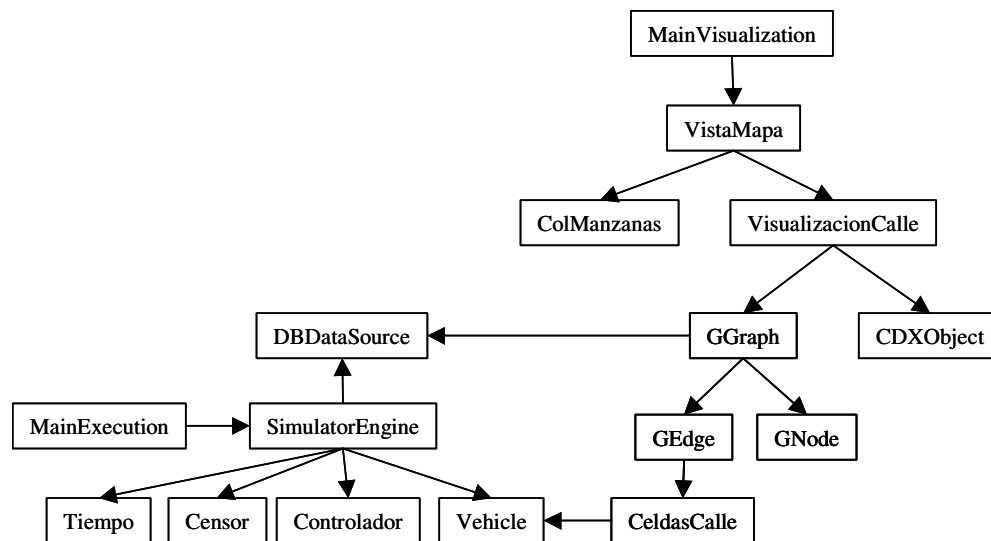 MainVisualization
VistaMapa
ColManzanas
VisualizacionCalle
DBDataSource
GGraph
CDXObject
MainExecution
SimulatorEngine
GEdge
GNode
Tiempo
Censor
Controlador
Vehicle
CeldasCalle